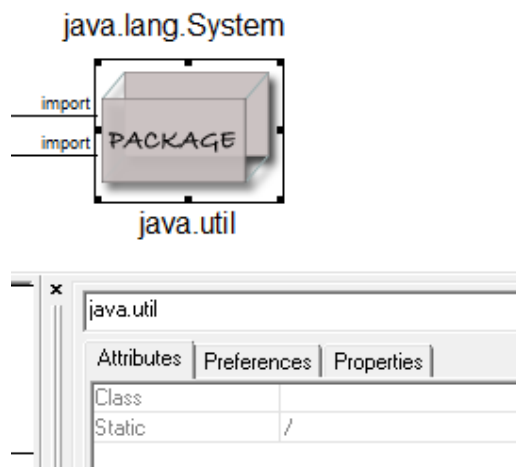 java.lang.System
import
import
PACKAGE
java.util
x
java.util
Attributes Preferences Properties
Class
Static /